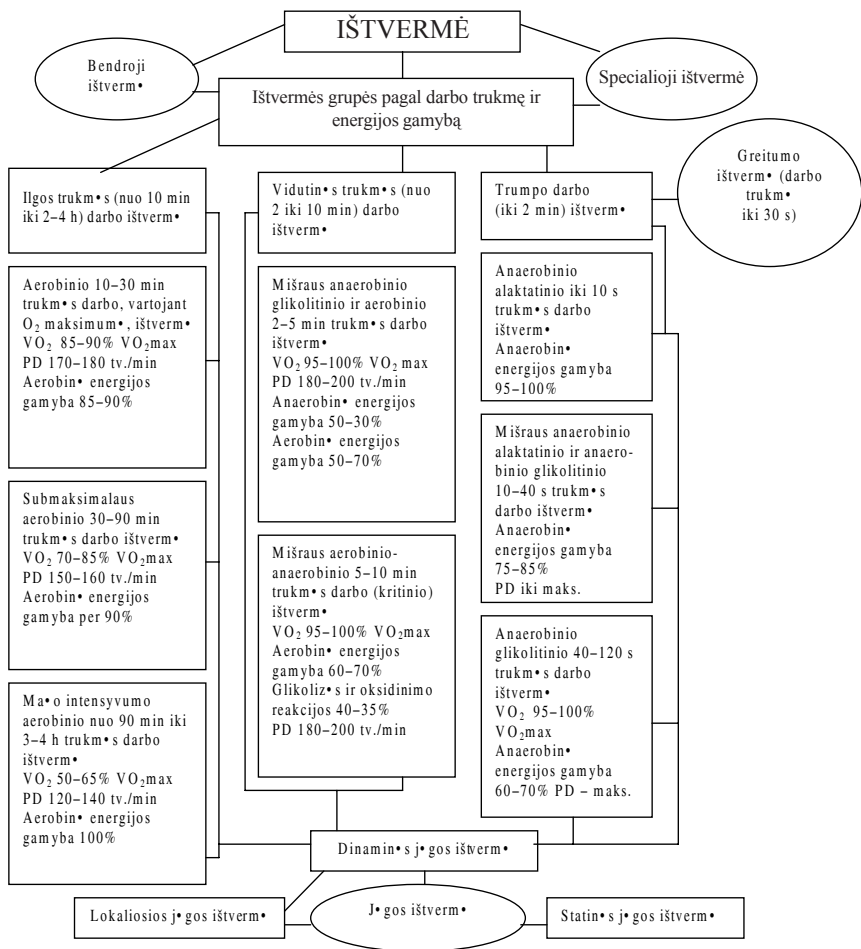 IŠTVERMĖ
Bendroji
ištverm•
Specialioji ištvermė
Ištvermės grupės pagal darbo trukmę ir
energijos gamybą
Greitumo
ištverm• (darbo
trukm•
iki 30 s)
Ilgos trukm•s (nuo 10 min
iki 2–4 h) darbo ištverm•
Aerobinio 10–30 min
trukm•s darbo, vartojant
O₂ maksimum•, ištverm•
VO₂ 85–90% VO₂max
PD 170–180 tv./min
Aerobin• energijos
gamyba 85–90%
Submaksimalaus
aerobinio 30–90 min
trukm•s darbo ištverm•
VO₂ 70–85% VO₂max
PD 150–160 tv./min
Aerobin• energijos
gamyba per 90%
Ma•o intensyvumo
aerobinio nuo 90 min iki
3–4 h trukm•s darbo
ištverm•
VO₂ 50–65% VO₂max
PD 120–140 tv./min
Aerobin• energijos
gamyba 100%
Vidutin•s trukm•s (nuo
2 iki 10 min) darbo
ištverm•
Mišraus anaerobinio
glikolitinio ir aerobinio
2–5 min trukm•s darbo
ištverm•
VO₂ 95–100% VO₂ max
PD 180–200 tv./min
Anaerobin• energijos
gamyba 50–30%
Aerobin• energijos
gamyba 50–70%
Mišraus aerobinio-
anaerobinio 5–10 min
trukm•s darbo (kritinio)
ištverm•
VO₂ 95–100% VO₂max
Aerobin• energijos
gamyba 60–70%
Glikoliz•s ir oksidinimo
reakcijos 40–35%
PD 180–200 tv./min
Trumpo darbo
(iki 2 min) ištverm•
Anaerobinio
alaktatinio iki 10 s
trukm•s darbo
ištverm•
Anaerobin•
energijos gamyba
95–100%
Mišraus anaerobinio
alaktatinio ir anaero-
binio glikolitinio
10–40 s trukm•s
darbo ištverm•
Anaerobin•
energijos gamyba
75–85%
PD iki maks.
Anaerobinio
glikolitinio 40–120 s
trukm•s darbo
ištverm•
VO₂ 95–100%
VO₂max
Anaerobin•
energijos gamyba
60–70% PD – maks.
Dinamin•s j•gos ištverm•
Lokaliosios j•gos ištverm•
J•gos ištverm•
Statin•s j•gos ištverm•